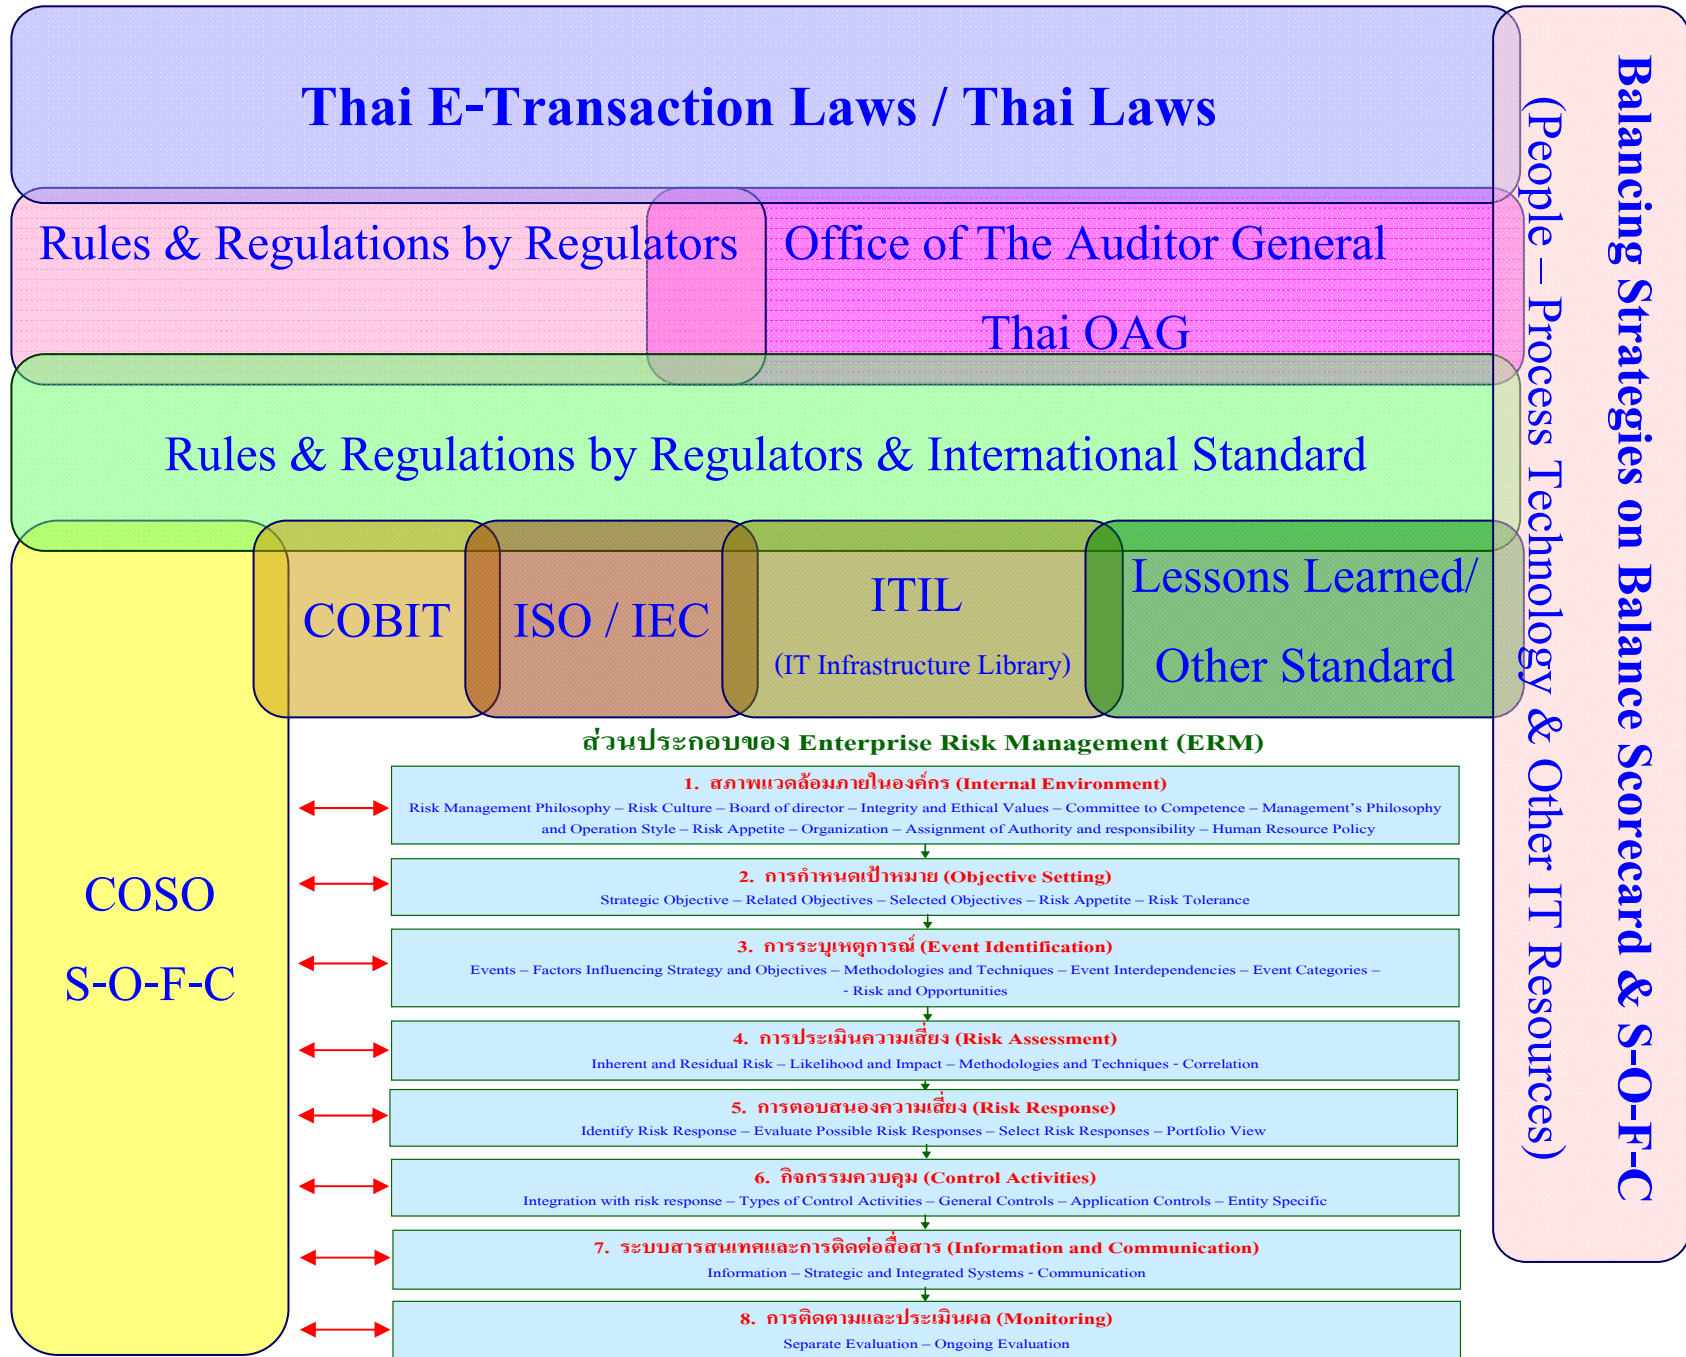 Thai E-Transaction Laws / Thai Laws
Rules & Regulations by Regulators
Office of The Auditor General
Thai OAG
Rules & Regulations by Regulators & International Standard
COBIT
ISO / IEC
ITIL
(IT Infrastructure Library)
Lessons Learned/
Other Standard
COSO
S-O-F-C
ส่วนประกอบของ Enterprise Risk Management (ERM)
1. สภาพแวดล้อมภายในองค์กร (Internal Environment)
Risk Management Philosophy – Risk Culture – Board of director – Integrity and Ethical Values – Committee to Competence – Management's Philosophy
and Operation Style – Risk Appetite – Organization – Assignment of Authority and responsibility – Human Resource Policy
2. การกำหนดเป้าหมาย (Objective Setting)
Strategic Objective – Related Objectives – Selected Objectives – Risk Appetite – Risk Tolerance
3. การระบุเหตุการณ์ (Event Identification)
Events – Factors Influencing Strategy and Objectives – Methodologies and Techniques – Event Interdependencies – Event Categories –
- Risk and Opportunities
4. การประเมินความเสี่ยง (Risk Assessment)
Inherent and Residual Risk – Likelihood and Impact – Methodologies and Techniques - Correlation
5. การตอบสนองความเสี่ยง (Risk Response)
Identify Risk Response – Evaluate Possible Risk Responses – Select Risk Responses – Portfolio View
6. กิจกรรมควบคุม (Control Activities)
Integration with risk response – Types of Control Activities – General Controls – Application Controls – Entity Specific
7. ระบบสารสนเทศและการติดต่อสื่อสาร (Information and Communication)
Information – Strategic and Integrated Systems - Communication
8. การติดตามและประเมินผล (Monitoring)
Separate Evaluation – Ongoing Evaluation
Balancing Strategies on Balance Scorecard & S-O-F-C
(People – Process Technology & Other IT Resources)